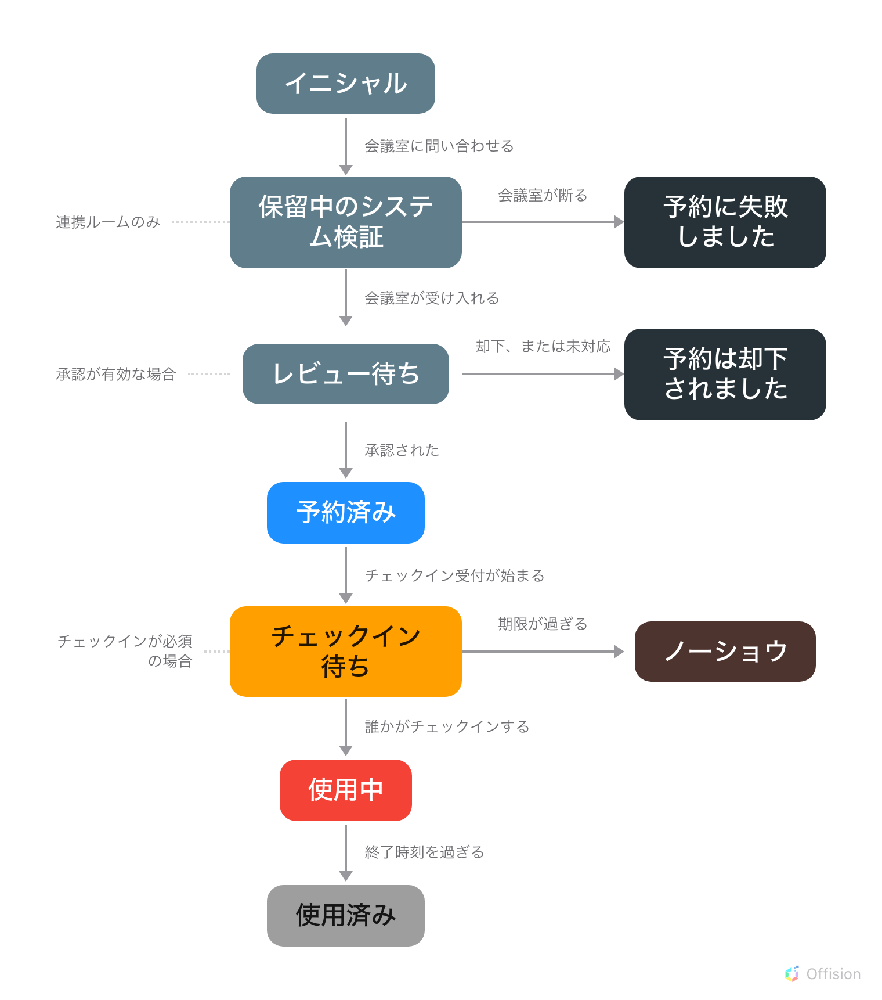 イニシャル
会議室に問い合わせる
連携ルームのみ
保留中のシステ
ム検証
会議室が断る
予約に失敗
しました
会議室が受け入れる
承認が有効な場合
レビュー待ち
却下、または未対応
予約は却下
されました
承認された
予約済み
チェックイン受付が始まる
チェックインが必須
の場合
チェックイン
待ち
期限が過ぎる
ノーショウ
誰かがチェックインする
使用中
終了時刻を過ぎる
使用済み
Offision